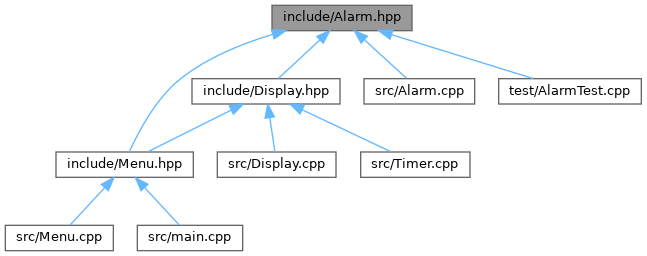 include/Alarm.hpp
include/Display.hpp
src/Alarm.cpp
test/AlarmTest.cpp
include/Menu.hpp
src/Display.cpp
src/Timer.cpp
src/Menu.cpp
src/main.cpp